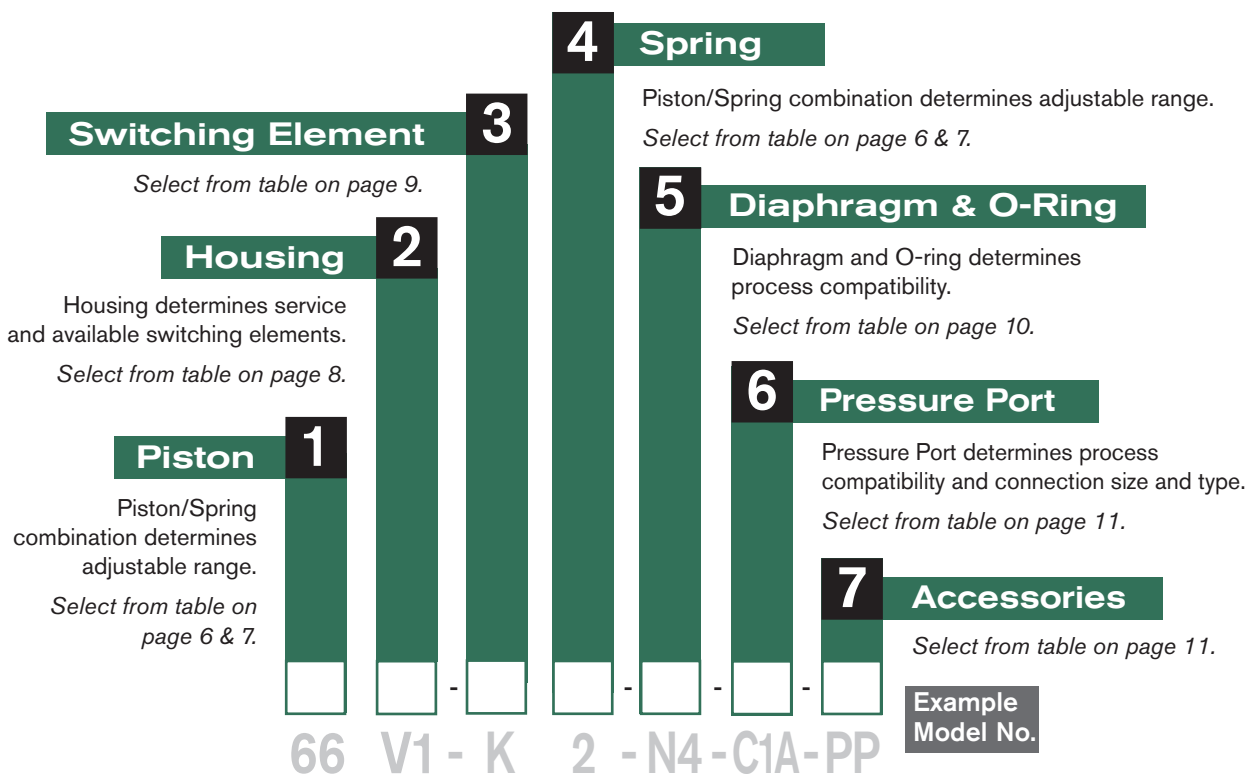 4
Spring
Piston/Spring combination determines adjustable range.
Select from table on page 6 & 7.
3
Switching Element
Select from table on page 9.
5
Diaphragm & O-Ring
Diaphragm and O-ring determines
process compatibility.
Select from table on page 10.
2
Housing
Housing determines service
and available switching elements.
Select from table on page 8.
6
Pressure Port
Pressure Port determines process
compatibility and connection size and type.
Select from table on page 11.
1
Piston
Piston/Spring
combination determines
adjustable range.
Select from table on
page 6 & 7.
7
Accessories
Select from table on page 11.
- - - -
Example
Model No.
66 V1 - K 2 - N4 - C1A - PP